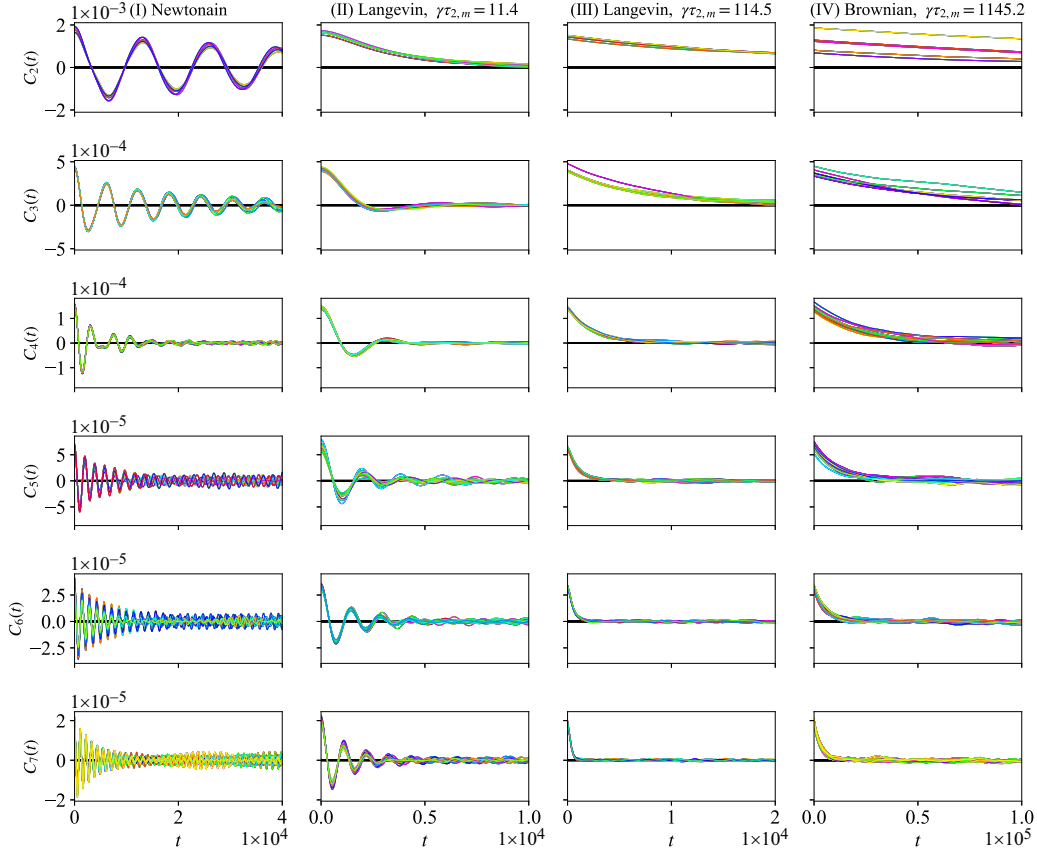 (I) Newtonain
(II) Langevin, γτ2,m = 11.4
(III) Langevin, γτ2,m = 114.5
(IV) Brownian, γτ2,m = 1145.2
1×10−3
2
0
−2
C2(t)
1×10−4
5
0
−5
C3(t)
1×10−4
1
0
−1
C4(t)
1×10−5
5
0
−5
C5(t)
1×10−5
2.5
0.0
−2.5
C6(t)
1×10−5
2
0
−2
C7(t)
0 2 4
t
1×104
0.0 0.5 1.0
t
1×104
0 1 2
t
1×104
0.0 0.5 1.0
t
1×105